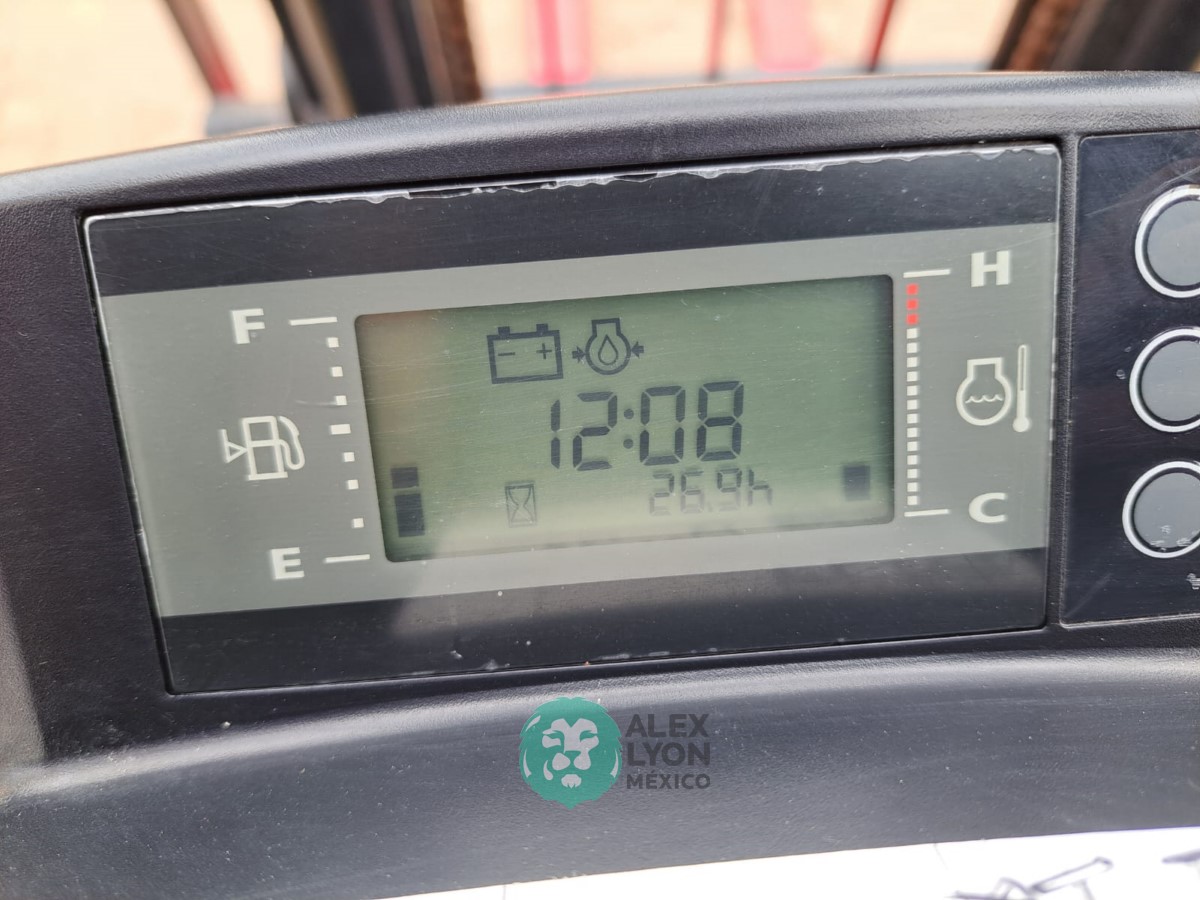 F
H
12:08
26.9h
E
C
ALEX
LYON
MÉXICO